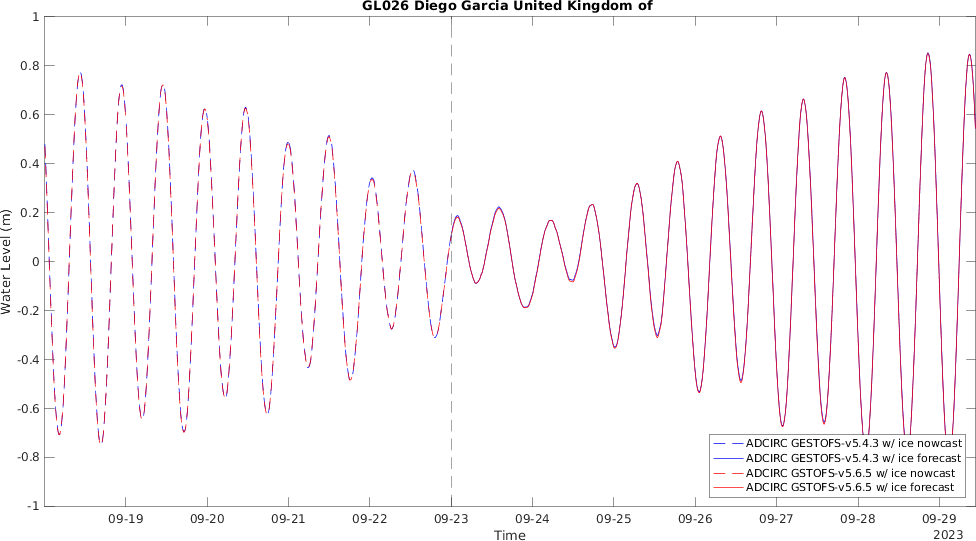 GL026 Diego Garcia United Kingdom of
1
0.8
0.6
0.4
0.2
0
-0.2
-0.4
-0.6
-0.8
-1
Water Level (m)
ADCIRC GESTOFS-v5.4.3 w/ ice nowcast
ADCIRC GESTOFS-v5.4.3 w/ ice forecast
ADCIRC GSTOFS-v5.6.5 w/ ice nowcast
ADCIRC GSTOFS-v5.6.5 w/ ice forecast
09-19 09-20 09-21 09-22 09-23 09-24 09-25 09-26 09-27 09-28 09-29
Time 2023